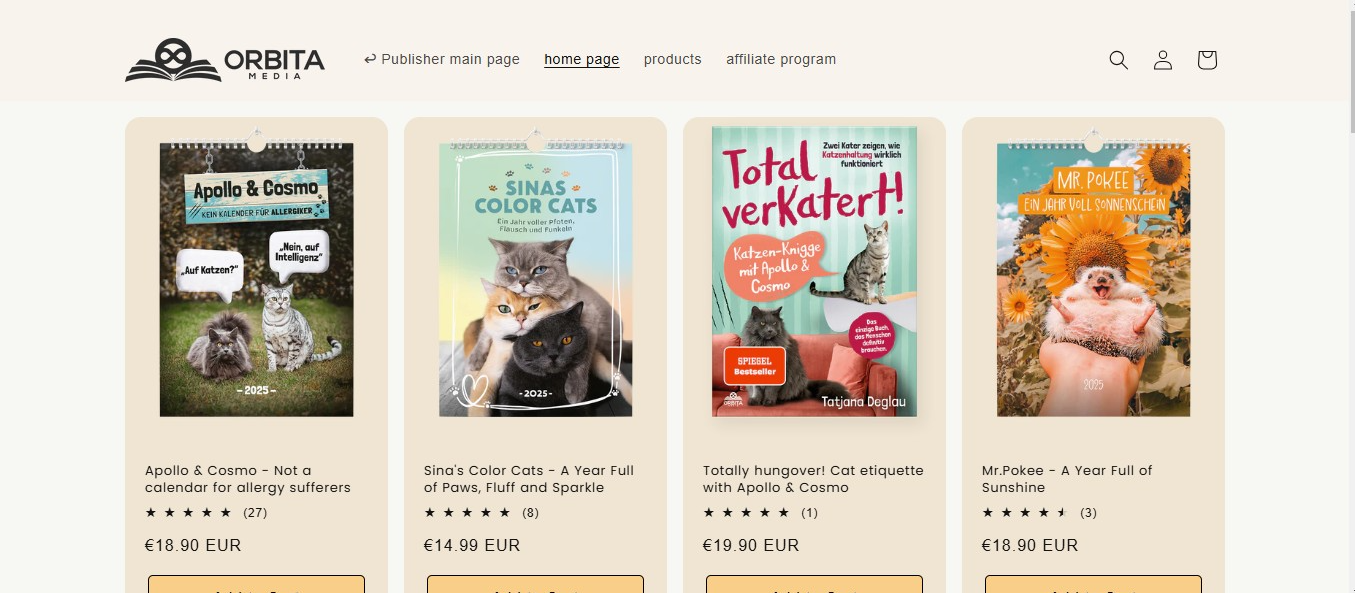 ORBITA
MEDIA
↩ Publisher main page
home page
products
affiliate program
Apollo & Cosmo
KEIN KALENDER FÜR ALLERGIKER
„Auf Katzen?“
„Nein, auf
Intelligenz“
- 2025 -
SINAS
COLOR CATS
Ein Jahr voller Pfoten,
Flausch und Funkeln
- 2025 -
Zwei Kater zeigen, wie
Katzenhaltung wirklich
funktioniert
Total
verkatert!
Katzen-Knigge
mit Apollo &
Cosmo
Das
einzige Buch,
das Menschen
definitiv
brauchen.
SPIEGEL
Bestseller
ORBITA
Tatjana Deglau
MR. POKEE
EIN JAHR VOLL SONNENSCHEIN
2025
Apollo & Cosmo - Not a
calendar for allergy sufferers
★ ★ ★ ★ ★ (27)
€18.90 EUR
Sina's Color Cats - A Year Full
of Paws, Fluff and Sparkle
★ ★ ★ ★ ★ (8)
€14.99 EUR
Totally hungover! Cat etiquette
with Apollo & Cosmo
★ ★ ★ ★ ★ (1)
€19.90 EUR
Mr.Pokee - A Year Full of
Sunshine
(3)
€18.90 EUR